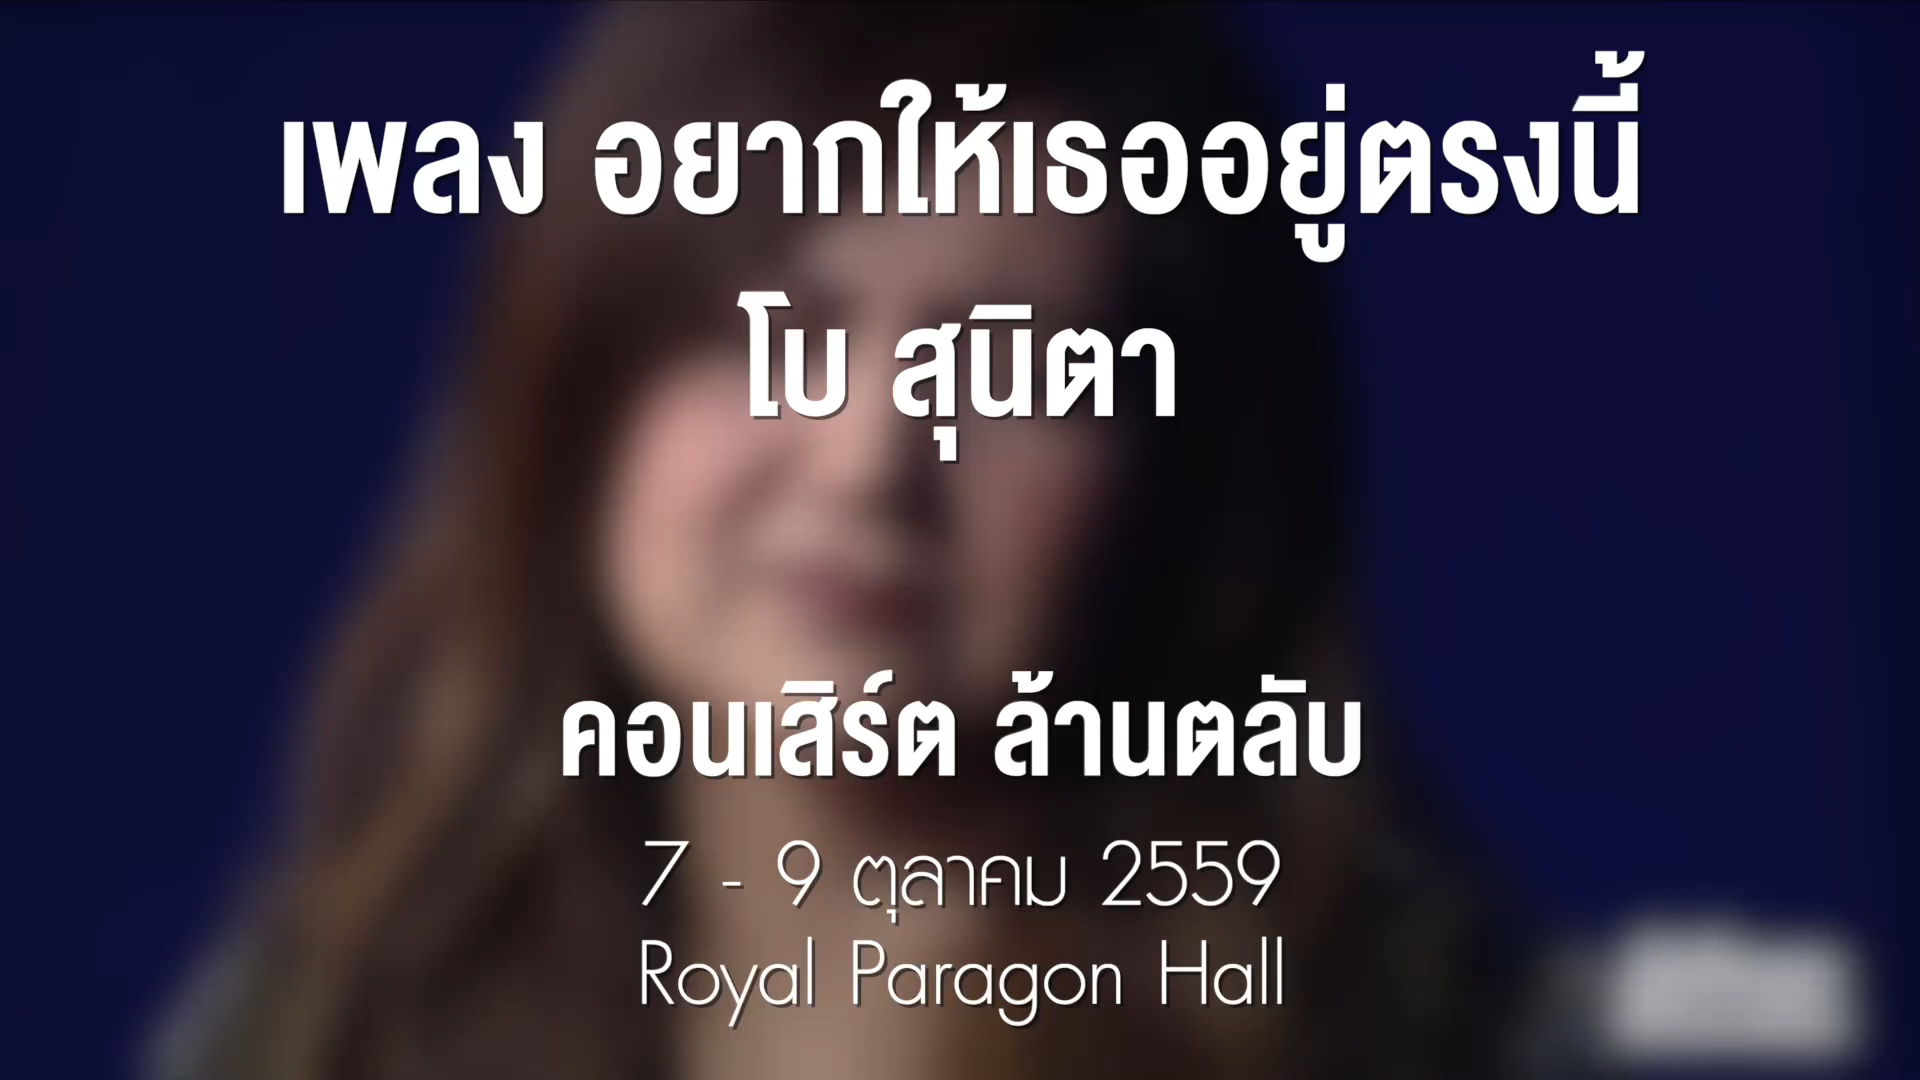 เพลง อยากให้เธออยู่ตรงนี้
โบ สุนิตา
คอนเสิร์ต ล้านตลับ
7 - 9 ตุลาคม 2559
Royal Paragon Hall